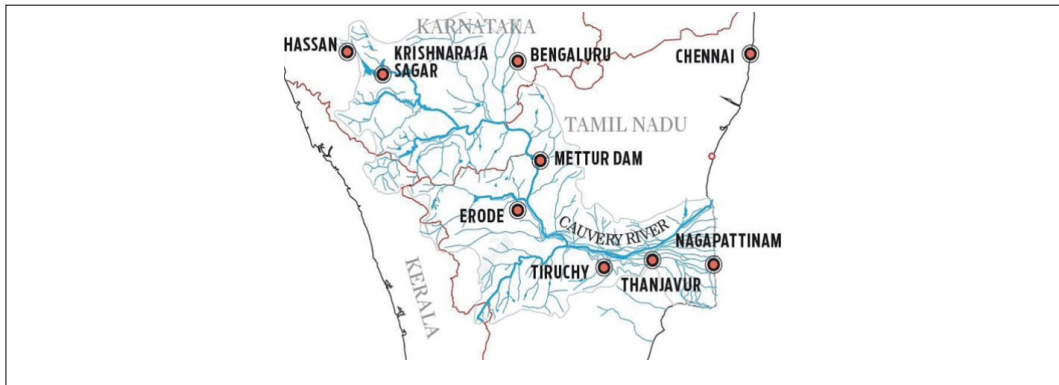 KARNATAKA
HASSAN
KRISHNARAJA
SAGAR
BENGALURU
CHENNAI
TAMIL NADU
METTUR DAM
ERODE
CAUVERY RIVER
NAGAPATTINAM
TIRUCHY
THANJAVUR
KERALA